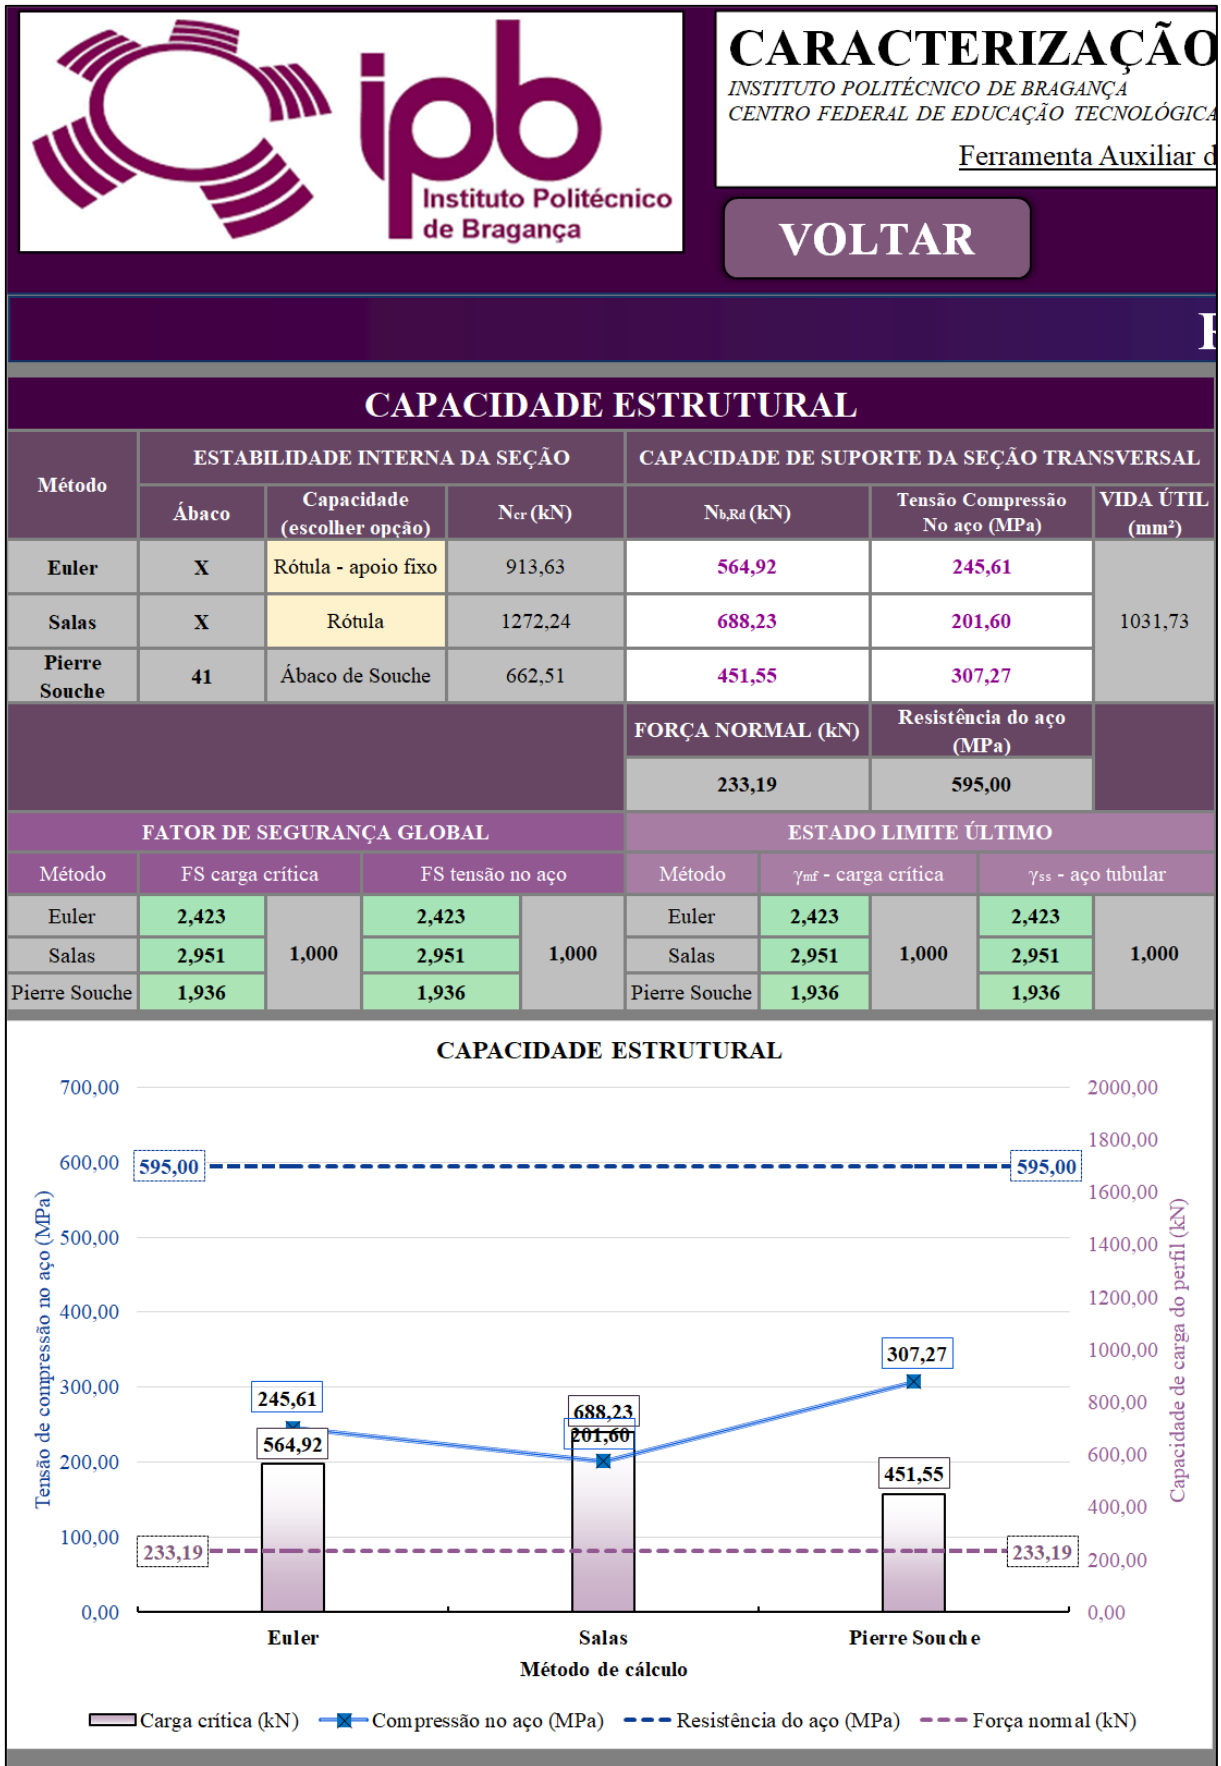 ipb
Instituto Politécnico
de Bragança
CARACTERIZAÇÃO
INSTITUTO POLITÉCNICO DE BRAGANÇA
CENTRO FEDERAL DE EDUCAÇÃO TECNOLÓGICA
Ferramenta Auxiliar d
VOLTAR
CAPACIDADE ESTRUTURAL
Método
ESTABILIDADE INTERNA DA SEÇÃO
CAPACIDADE DE SUPORTE DA SEÇÃO TRANSVERSAL
Ábaco
Capacidade
(escolher opção)
Ncr (kN)
Nb,Rd (kN)
Tensão Compressão
No aço (MPa)
VIDA ÚTIL
(mm²)
Euler X Rótula - apoio fixo 913,63 564,92 245,61
Salas X Rótula 1272,24 688,23 201,60 1031,73
Pierre
Souche
41 Ábaco de Souche 662,51 451,55 307,27
FORÇA NORMAL (kN)
Resistência do aço
(MPa)
233,19 595,00
FATOR DE SEGURANÇA GLOBAL
ESTADO LIMITE ÚLTIMO
Método FS carga crítica FS tensão no aço Método γmf - carga crítica γss - aço tubular
Euler 2,423 2,423 Euler 2,423 2,423
Salas 2,951 1,000 2,951 1,000 Salas 2,951 1,000 2,951 1,000
Pierre Souche 1,936 1,936 Pierre Souche 1,936 1,936
CAPACIDADE ESTRUTURAL
Tensão de compressão no aço (MPa)
700,00
600,00
500,00
400,00
300,00
200,00
100,00
0,00
595,00
595,00
245,61
564,92
688,23
201,60
307,27
451,55
233,19
233,19
2000,00
1800,00
1600,00
1400,00
1200,00
1000,00
800,00
600,00
400,00
200,00
0,00
Capacidade de carga do perfil (kN)
Euler Salas Pierre Souche
Método de cálculo
Carga crítica (kN) Compressão no aço (MPa) Resistência do aço (MPa) Força normal (kN)